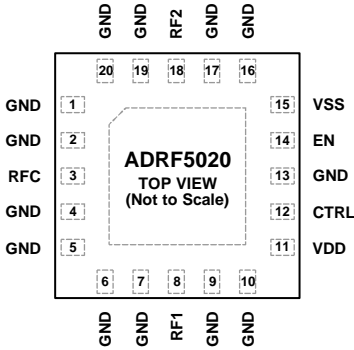 GND GND RF2 GND GND
20 19 18 17 16
GND 1 15 VSS
GND 2 14 EN
RFC 3 13 GND
GND 4 12 CTRL
GND 5 11 VDD
ADRF5020
TOP VIEW
(Not to Scale)
6 7 8 9 10
GND GND RF1 GND GND